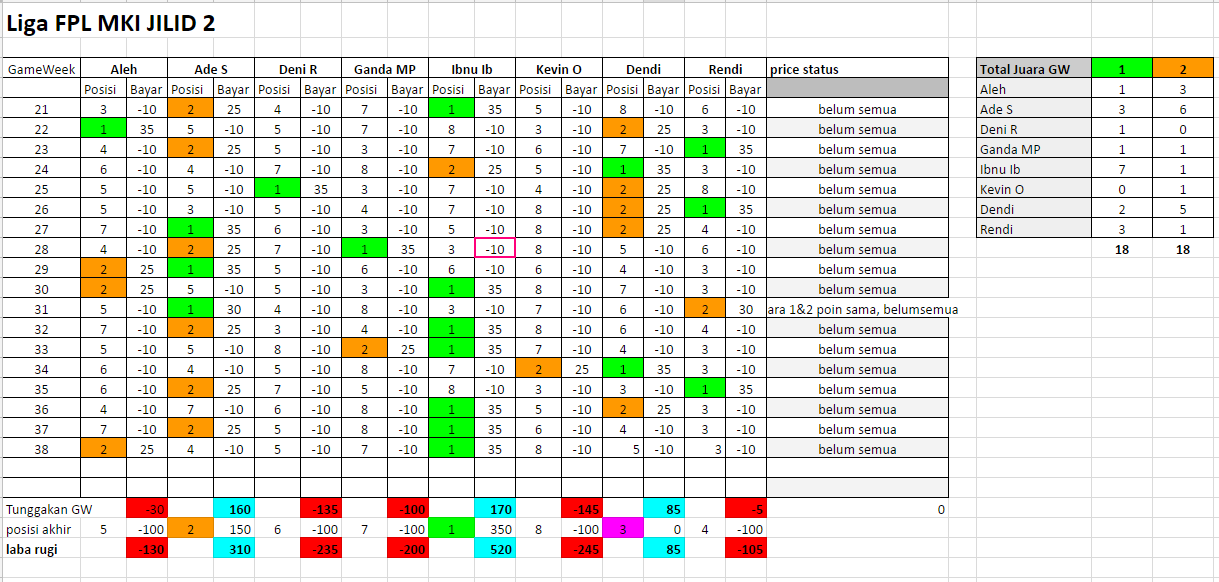 Liga FPL MKI JILID 2
GameWeek Aleh Ade S Deni R Ganda MP Ibnu Ib Kevin O Dendi Rendi price status Total Juara GW 1 2
Posisi Bayar Posisi Bayar Posisi Bayar Posisi Bayar Posisi Bayar Posisi Bayar Posisi Bayar Posisi Bayar Aleh 1 3
21 3 -10 2 25 4 -10 7 -10 1 35 5 -10 8 -10 6 -10 belum semua Ade S 3 6
22 1 35 5 -10 5 -10 7 -10 8 -10 3 -10 2 25 3 -10 belum semua Deni R 1 0
23 4 -10 2 25 5 -10 3 -10 7 -10 6 -10 7 -10 1 35 belum semua Ganda MP 1 1
24 6 -10 4 -10 7 -10 8 -10 2 25 5 -10 1 35 3 -10 belum semua Ibnu Ib 7 1
25 5 -10 5 -10 1 35 3 -10 7 -10 4 -10 2 25 8 -10 belum semua Kevin O 0 1
26 5 -10 3 -10 5 -10 4 -10 7 -10 8 -10 2 25 1 35 belum semua Dendi 2 5
27 7 -10 1 35 6 -10 3 -10 5 -10 8 -10 2 25 4 -10 belum semua Rendi 3 1
28 4 -10 2 25 7 -10 1 35 3 -10 8 -10 5 -10 6 -10 belum semua 18 18
29 2 25 1 35 5 -10 6 -10 6 -10 6 -10 4 -10 3 -10 belum semua
30 2 25 5 -10 5 -10 3 -10 1 35 8 -10 7 -10 3 -10 belum semua
31 5 -10 1 30 4 -10 8 -10 3 -10 7 -10 6 -10 2 30 ara 1&2 poin sama, belumsemua
32 7 -10 2 25 3 -10 4 -10 1 35 8 -10 6 -10 4 -10 belum semua
33 5 -10 5 -10 8 -10 2 25 1 35 7 -10 4 -10 3 -10 belum semua
34 6 -10 4 -10 5 -10 8 -10 7 -10 2 25 1 35 3 -10 belum semua
35 6 -10 2 25 7 -10 5 -10 8 -10 3 -10 3 -10 1 35 belum semua
36 4 -10 7 -10 6 -10 8 -10 1 35 5 -10 2 25 3 -10 belum semua
37 7 -10 2 25 5 -10 8 -10 1 35 6 -10 4 -10 3 -10 belum semua
38 2 25 4 -10 5 -10 7 -10 1 35 8 -10 5 -10 3 -10 belum semua
Tunggakan GW -30 160 -135 -100 170 -145 85 -5 0
posisi akhir 5 -100 2 150 6 -100 7 -100 1 350 8 -100 3 0 4 -100
laba rugi -130 310 -235 -200 520 -245 85 -105